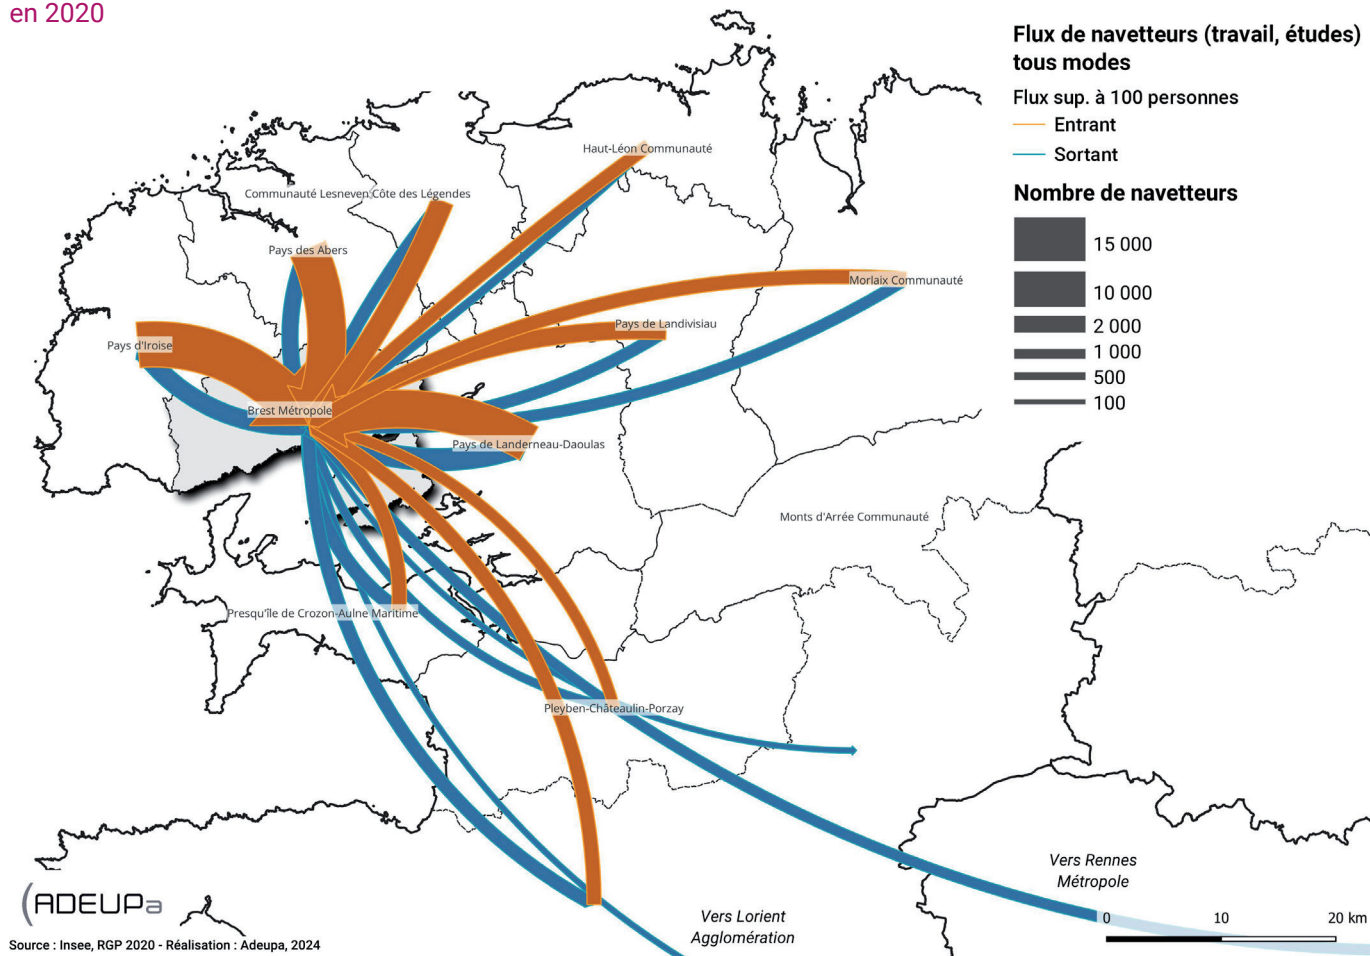 en 2020
Flux de navetteurs (travail, études)
tous modes
Flux sup. à 100 personnes
Entrant
Sortant
Nombre de navetteurs
15 000
10 000
2 000
1 000
500
100
Haut-Léon Communauté
Communauté Lesneven Côte des Légendes
Pays des Abers
Morlaix Communauté
Pays de Landivisiau
Pays d'Iroise
Brest Métropole
Pays de Landerneau-Daoulas
Monts d'Arrée Communauté
Presqu'île de Crozon-Aulne Maritime
Pleyben-Châteaulin-Porzay
Vers Rennes
Métropole
Vers Lorient
Agglomération
0 10 20 km
(ADEUPa
Source : Insee, RGP 2020 - Réalisation : Adeupa, 2024